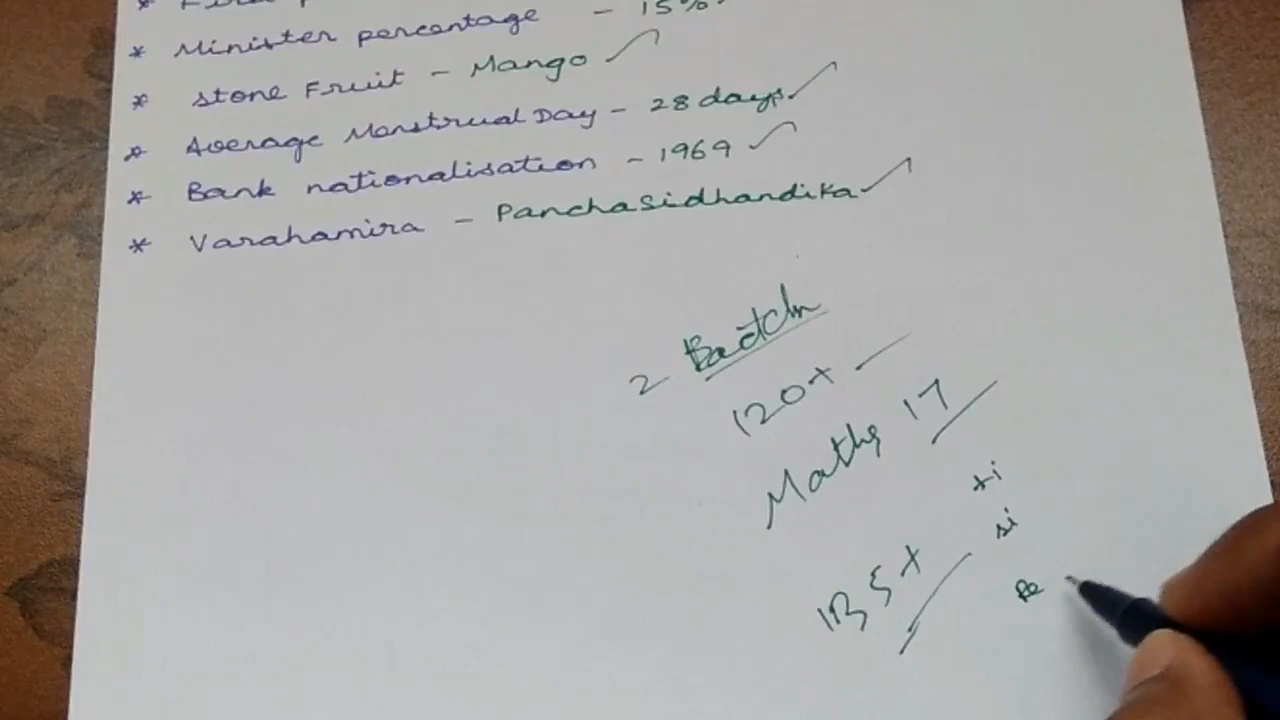 * Minister percentage - 15%
* Stone Fruit - Mango
* Average Menstrual Day - 28 days
* Bank nationalisation - 1969
* Varahamira - Panchasidhandika
2 Batch
120+
Maths 17
135+
si